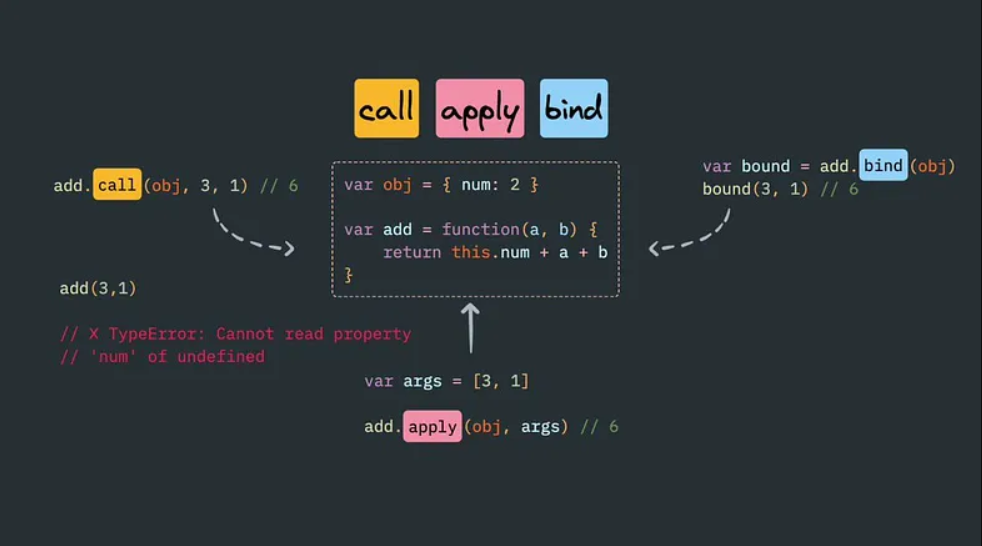 call apply bind
add.call(obj, 3, 1) // 6
add(3,1)
// X TypeError: Cannot read property
// 'num' of undefined
var obj = { num: 2 }
var add = function(a, b) {
return this.num + a + b
}
var args = [3, 1]
add.apply(obj, args) // 6
var bound = add.bind(obj)
bound(3, 1) // 6